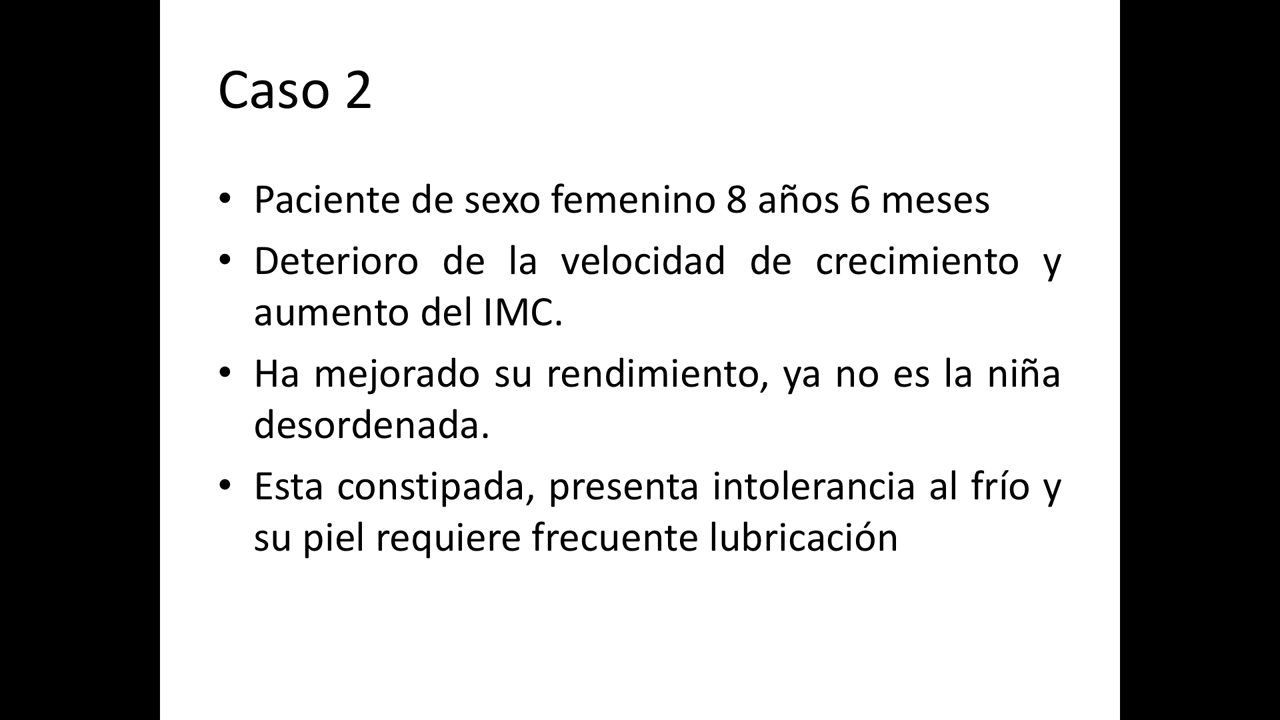 Caso 2
• Paciente de sexo femenino 8 años 6 meses
• Deterioro de la velocidad de crecimiento y
aumento del IMC.
• Ha mejorado su rendimiento, ya no es la niña
desordenada.
• Esta constipada, presenta intolerancia al frío y
su piel requiere frecuente lubricación